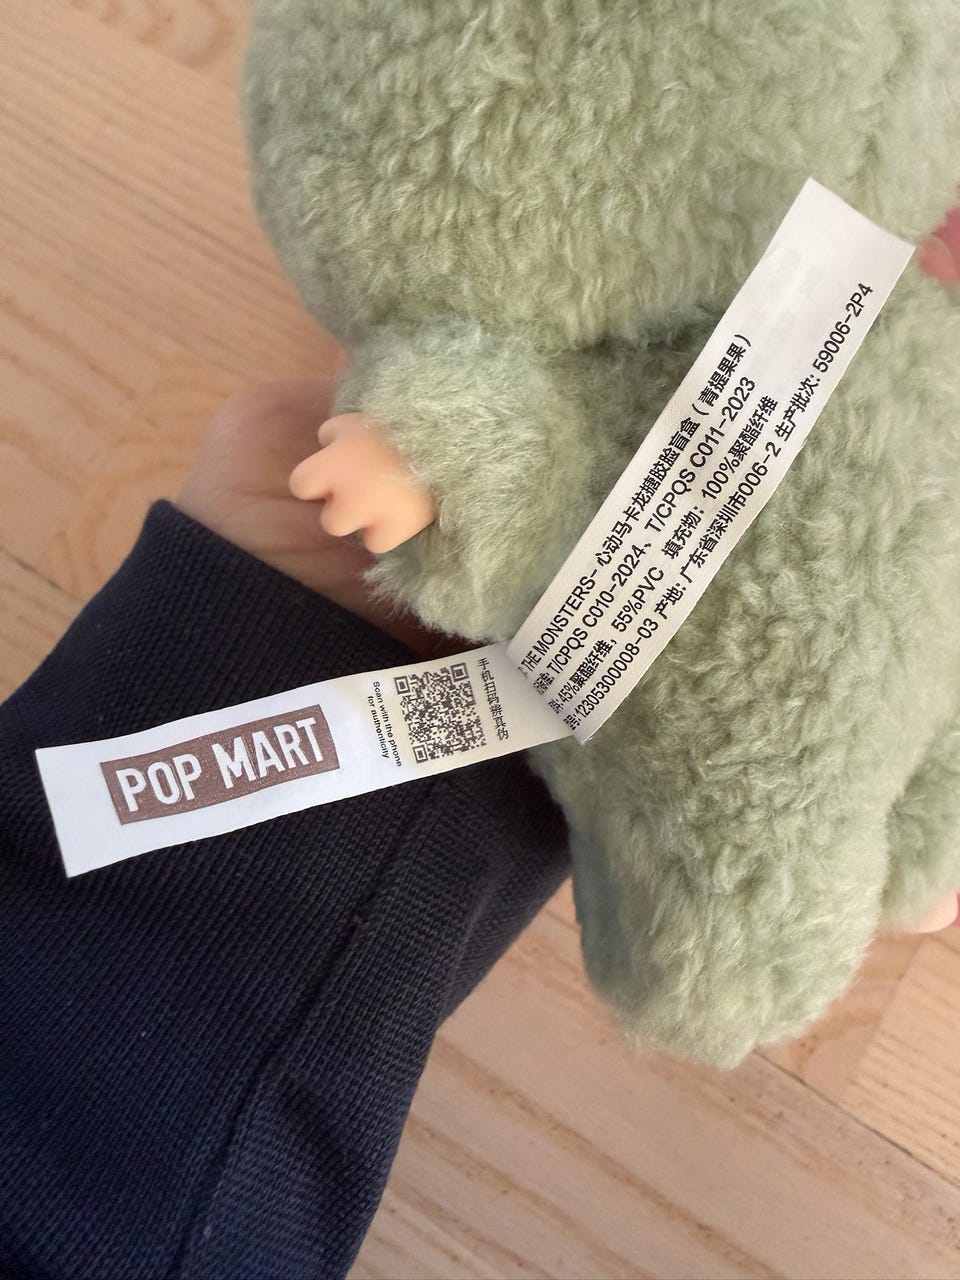 POP MART
Scan with the phone
for authenticity
手机扫码辨真伪
THE MONSTERS- 心动马卡龙搪胶脸盲盒（青提果果）
标准: T/CPQS C010-2024、T/CPQS C011-2023
45%聚酯纤维, 55%PVC 填充物: 100%聚酯纤维
12305300008-03 产地: 广东省深圳市006-2 生产批次: 59006-2P4